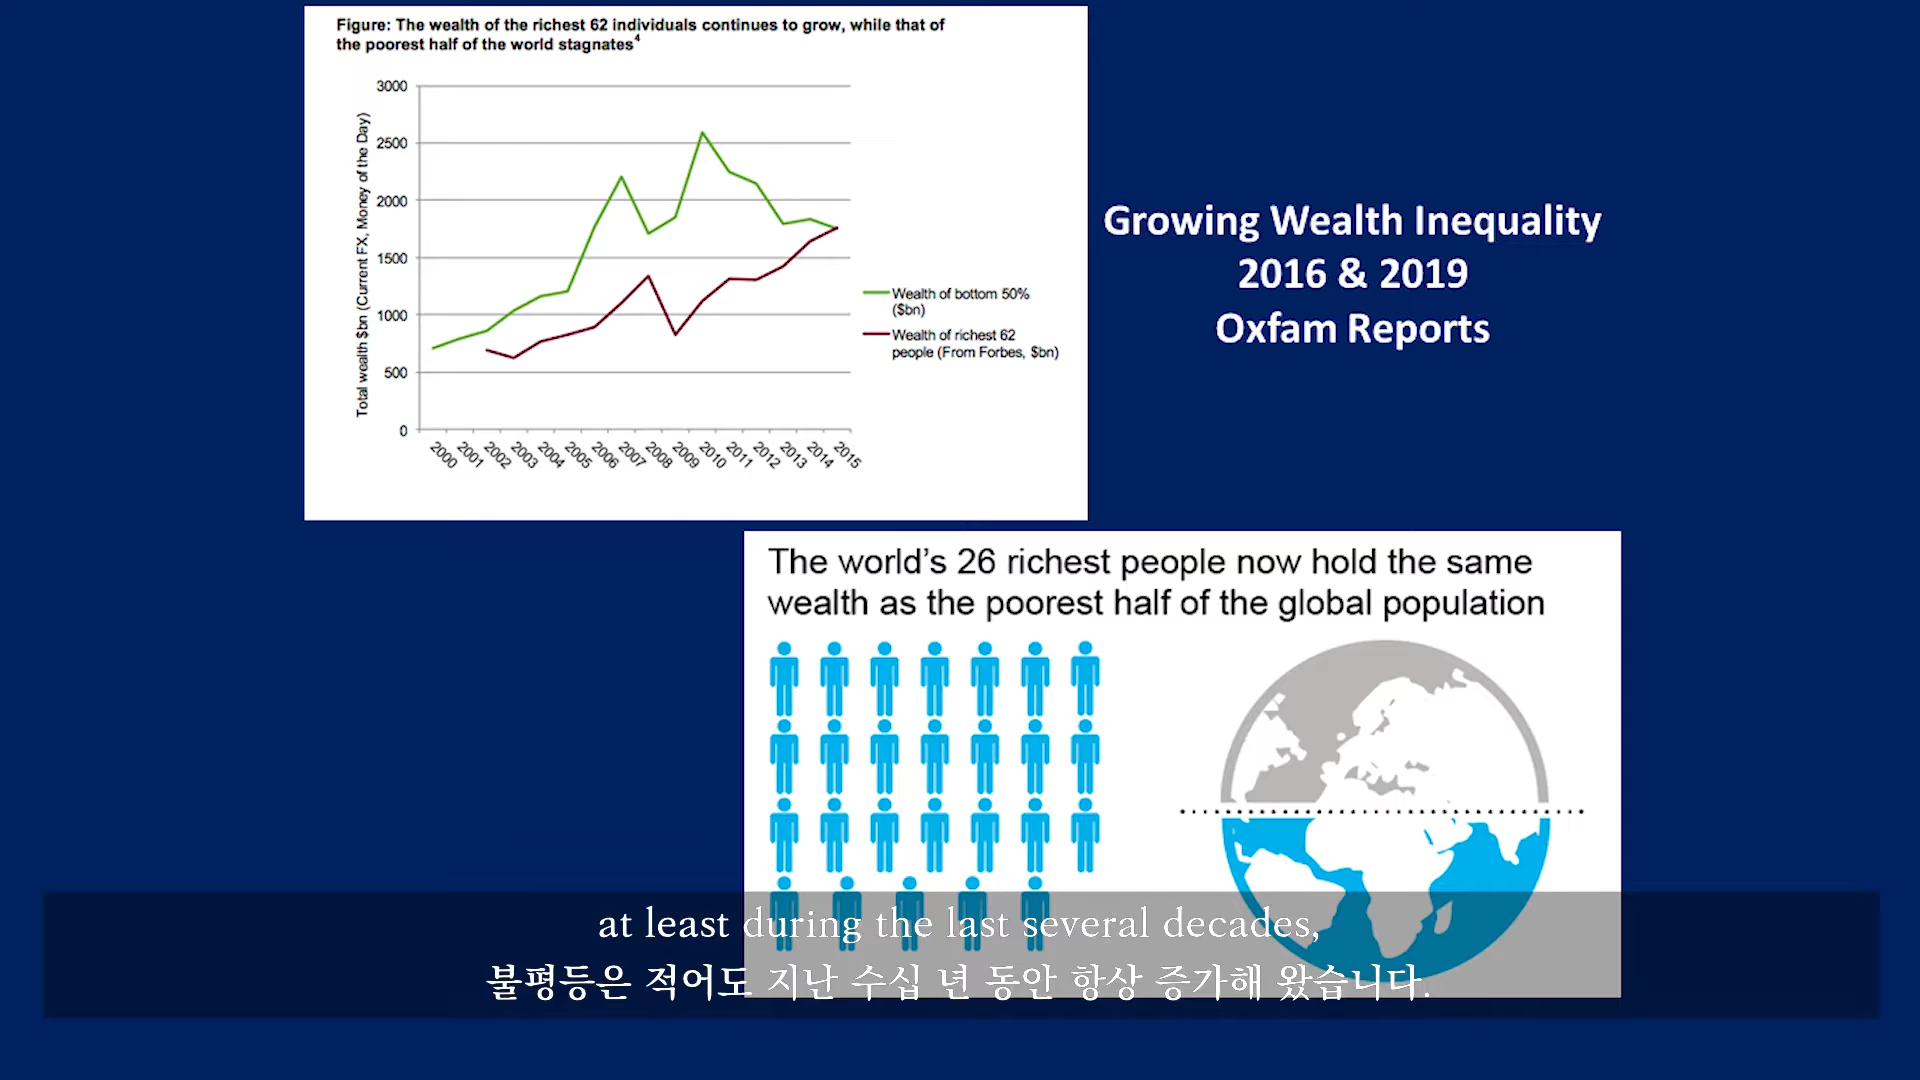 Figure: The wealth of the richest 62 individuals continues to grow, while that of
the poorest half of the world stagnates4
Total wealth $bn (Current FX, Money of the Day)
3000
2500
2000
1500
1000
500
0
2000
2001
2002
2003
2004
2005
2006
2007
2008
2009
2010
2011
2012
2013
2014
2015
Wealth of bottom 50%
($bn)
Wealth of richest 62
people (From Forbes, $bn)
Growing Wealth Inequality
2016 & 2019
Oxfam Reports
The world's 26 richest people now hold the same
wealth as the poorest half of the global population
at least during the last several decades,
불평등은 적어도 지난 수십 년 동안 항상 증가해 왔습니다.